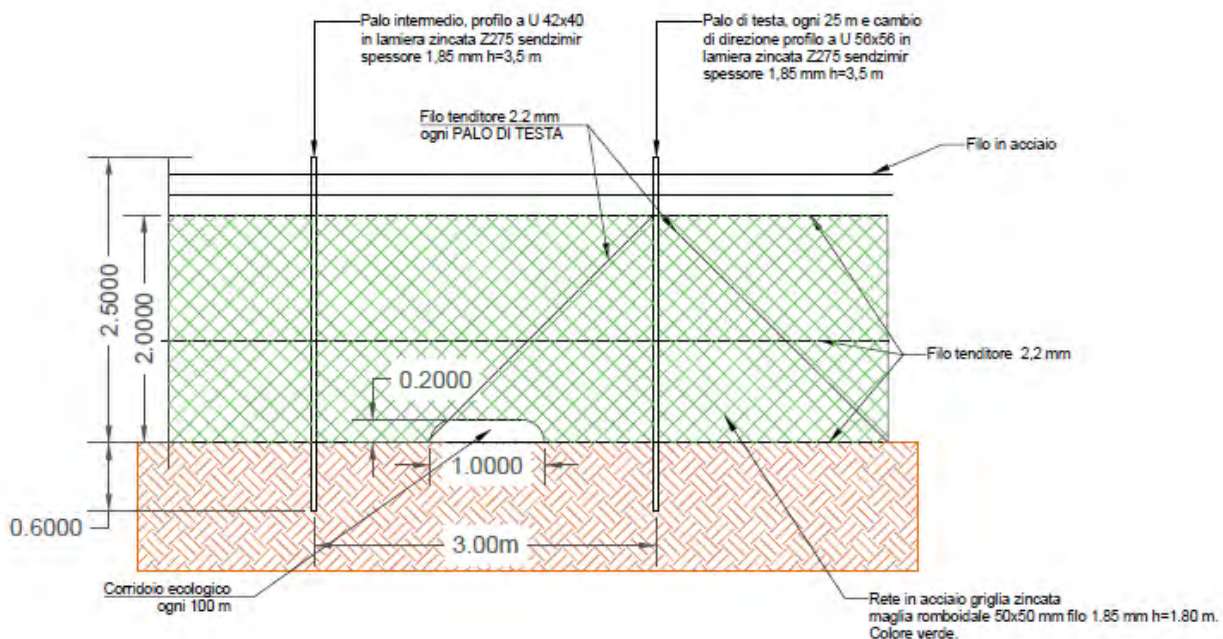 Palo intermedio, profilo a U 42x40
in lamiera zincata Z275 sendzimir
spessore 1,85 mm h=3,5 m
Palo di testa, ogni 25 m e cambio
di direzione profilo a U 56x56 in
lamiera zincata Z275 sendzimir
spessore 1,85 mm h=3,5 m
Filo tenditore 2.2 mm
ogni PALO DI TESTA
Filo in acciaio
2.5000
2.0000
Filo tenditore 2,2 mm
0.2000
1.0000
0.6000
3.00m
Corridoio ecologico
ogni 100 m
Rete in acciaio griglia zincata
maglia romboidale 50x50 mm filo 1.85 mm h=1.80 m.
Colore verde.